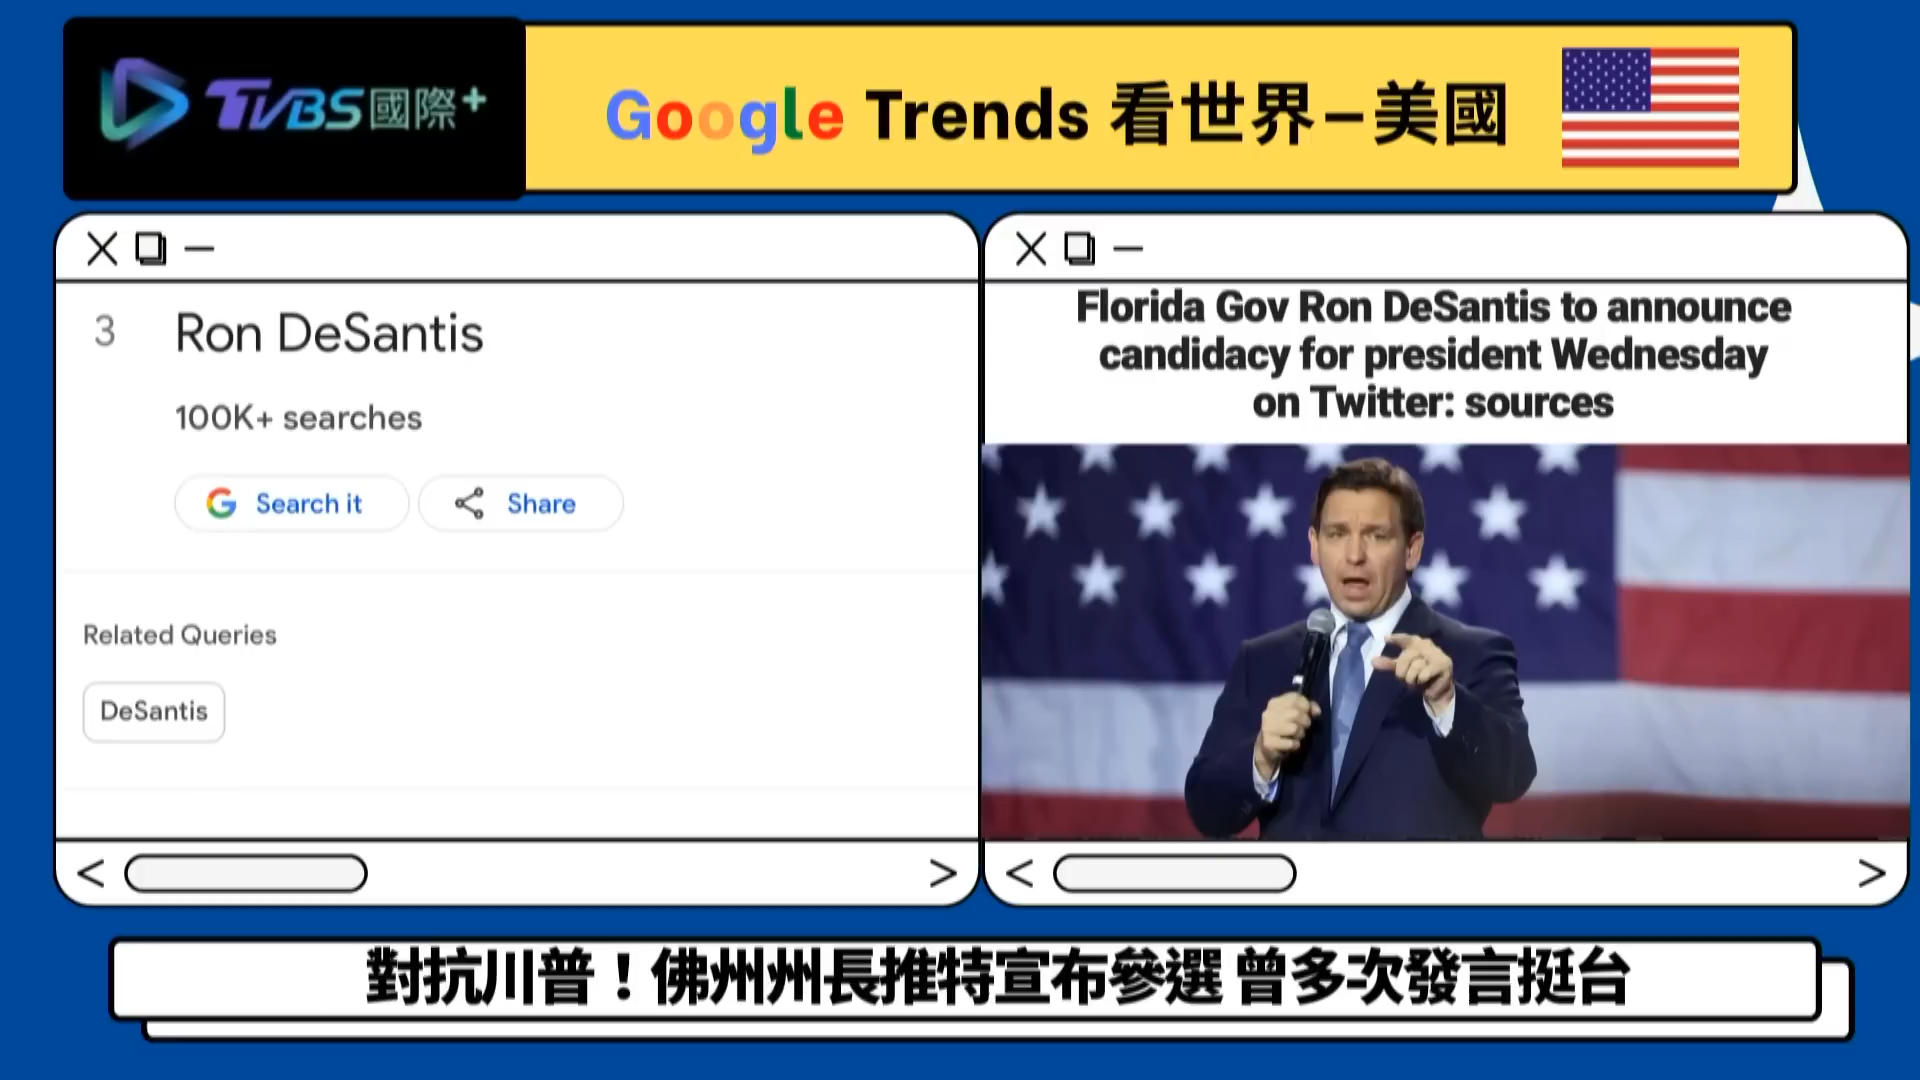 TVBS國際+
Google Trends 看世界–美國
3 Ron DeSantis
100K+ searches
Search it
Share
Related Queries
DeSantis
Florida Gov Ron DeSantis to announce
candidacy for president Wednesday
on Twitter: sources
對抗川普！佛州州長推特宣布參選 曾多次發言挺台